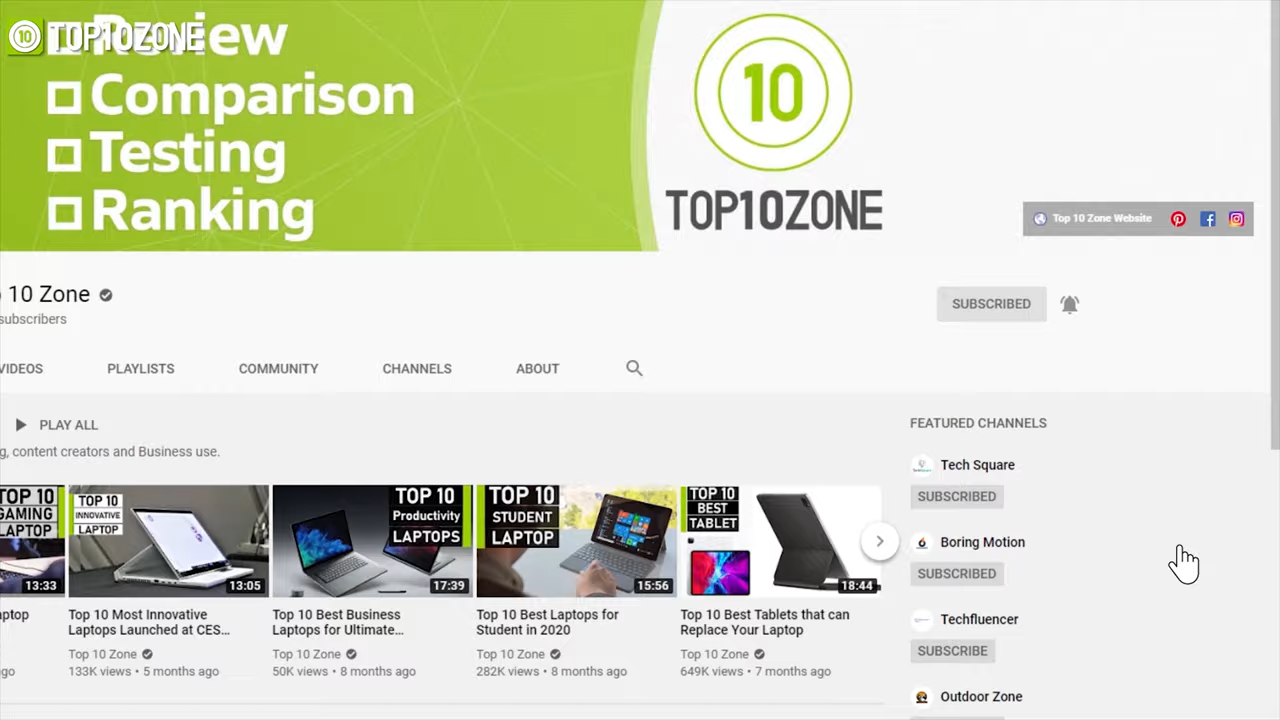 10
TOP10ZONE
Review
Comparison
Testing
Ranking
10
TOP10ZONE
Top 10 Zone Website
10 Zone
subscribers
SUBSCRIBED
VIDEOS
PLAYLISTS
COMMUNITY
CHANNELS
ABOUT
PLAY ALL
FEATURED CHANNELS
content creators and Business use.
Tech Square
SUBSCRIBED
Boring Motion
SUBSCRIBED
Techfluencer
SUBSCRIBE
Outdoor Zone
TOP 10
GAMING
LAPTOP
13:33
TOP 10
INNOVATIVE
LAPTOP
13:05
Top 10 Most Innovative
Laptops Launched at CES...
Top 10 Zone
133K views • 5 months ago
TOP 10
Productivity
LAPTOPS
17:39
Top 10 Best Business
Laptops for Ultimate...
Top 10 Zone
50K views • 8 months ago
TOP 10
STUDENT
LAPTOP
15:56
Top 10 Best Laptops for
Student in 2020
Top 10 Zone
282K views • 8 months ago
TOP 10
BEST
TABLET
18:44
Top 10 Best Tablets that can
Replace Your Laptop
Top 10 Zone
649K views • 7 months ago